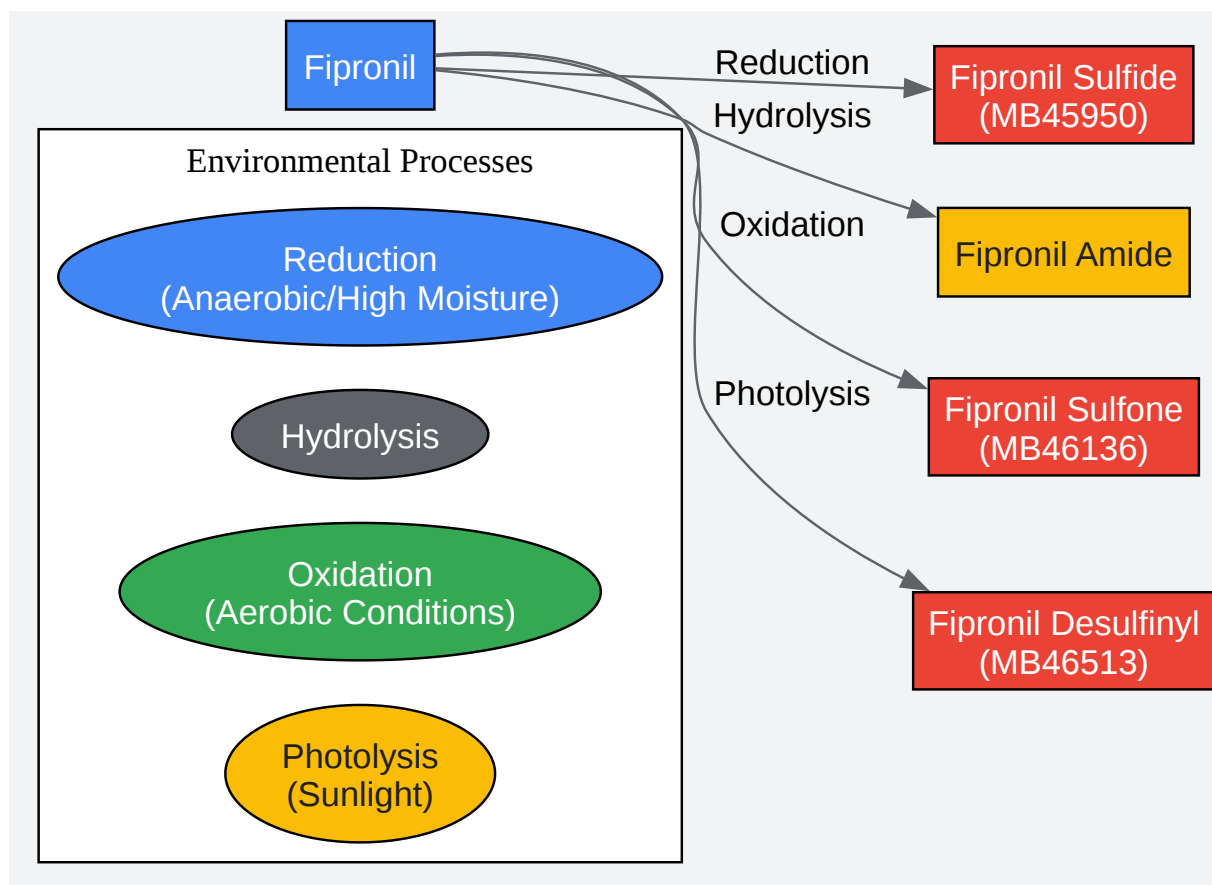 Fipronil
Environmental Processes
Reduction
(Anaerobic/High Moisture)
Hydrolysis
Oxidation
(Aerobic Conditions)
Photolysis
(Sunlight)
Reduction
Hydrolysis
Oxidation
Photolysis
Fipronil Sulfide
(MB45950)
Fipronil Amide
Fipronil Sulfone
(MB46136)
Fipronil Desulfinyl
(MB46513)